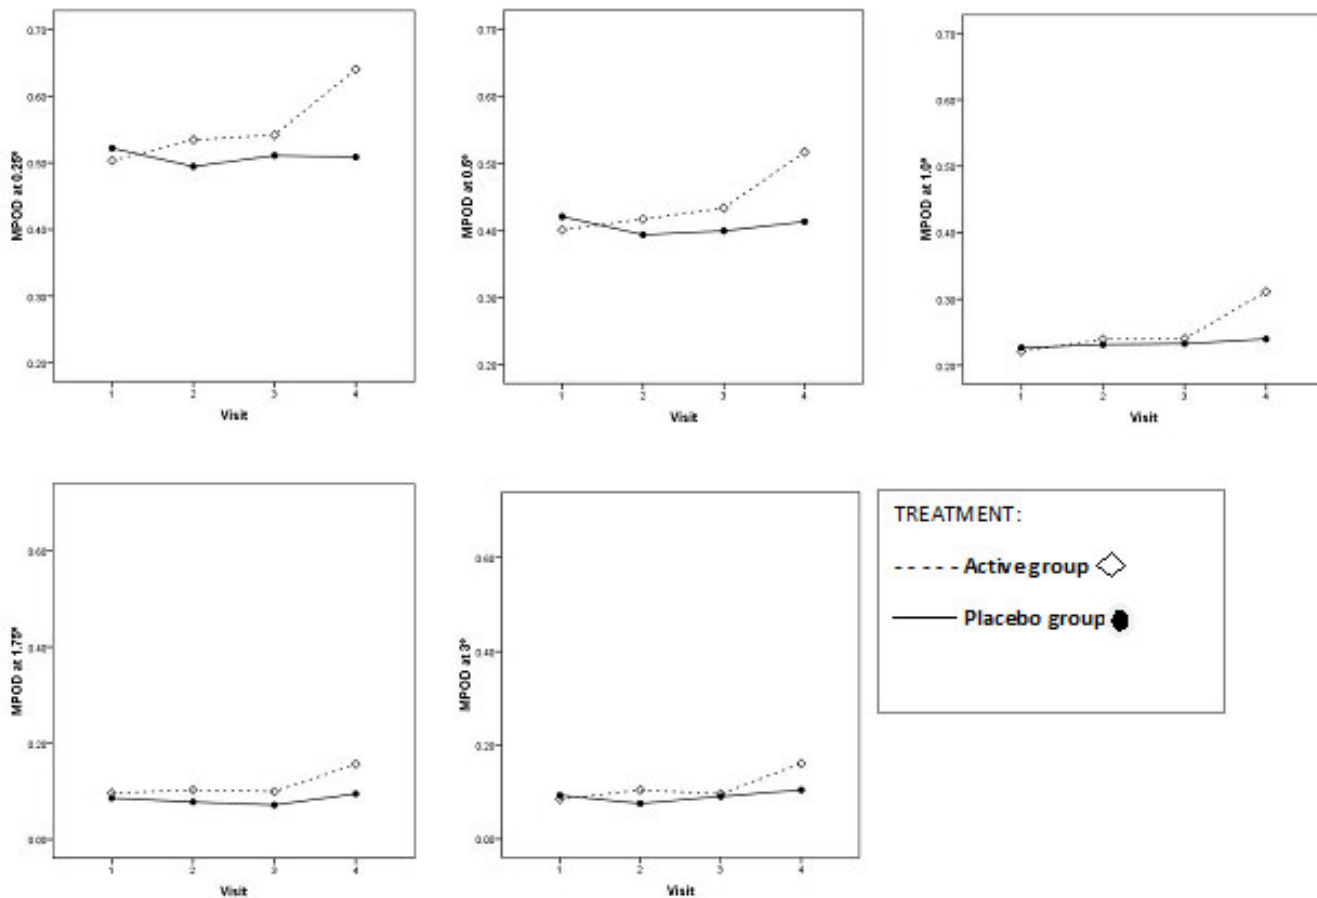 MPOD at 0.25°
0.70
0.60
0.50
0.40
0.30
0.20
1 2 3 4
Visit
MPOD at 0.5°
0.70
0.60
0.50
0.40
0.30
0.20
1 2 3 4
Visit
MPOD at 1.0°
0.70
0.60
0.50
0.40
0.30
0.20
1 2 3 4
Visit
MPOD at 1.75°
0.60
0.40
0.20
0.00
1 2 3 4
Visit
MPOD at 3°
0.60
0.40
0.20
0.00
1 2 3 4
Visit
TREATMENT:
Active group
Placebo group